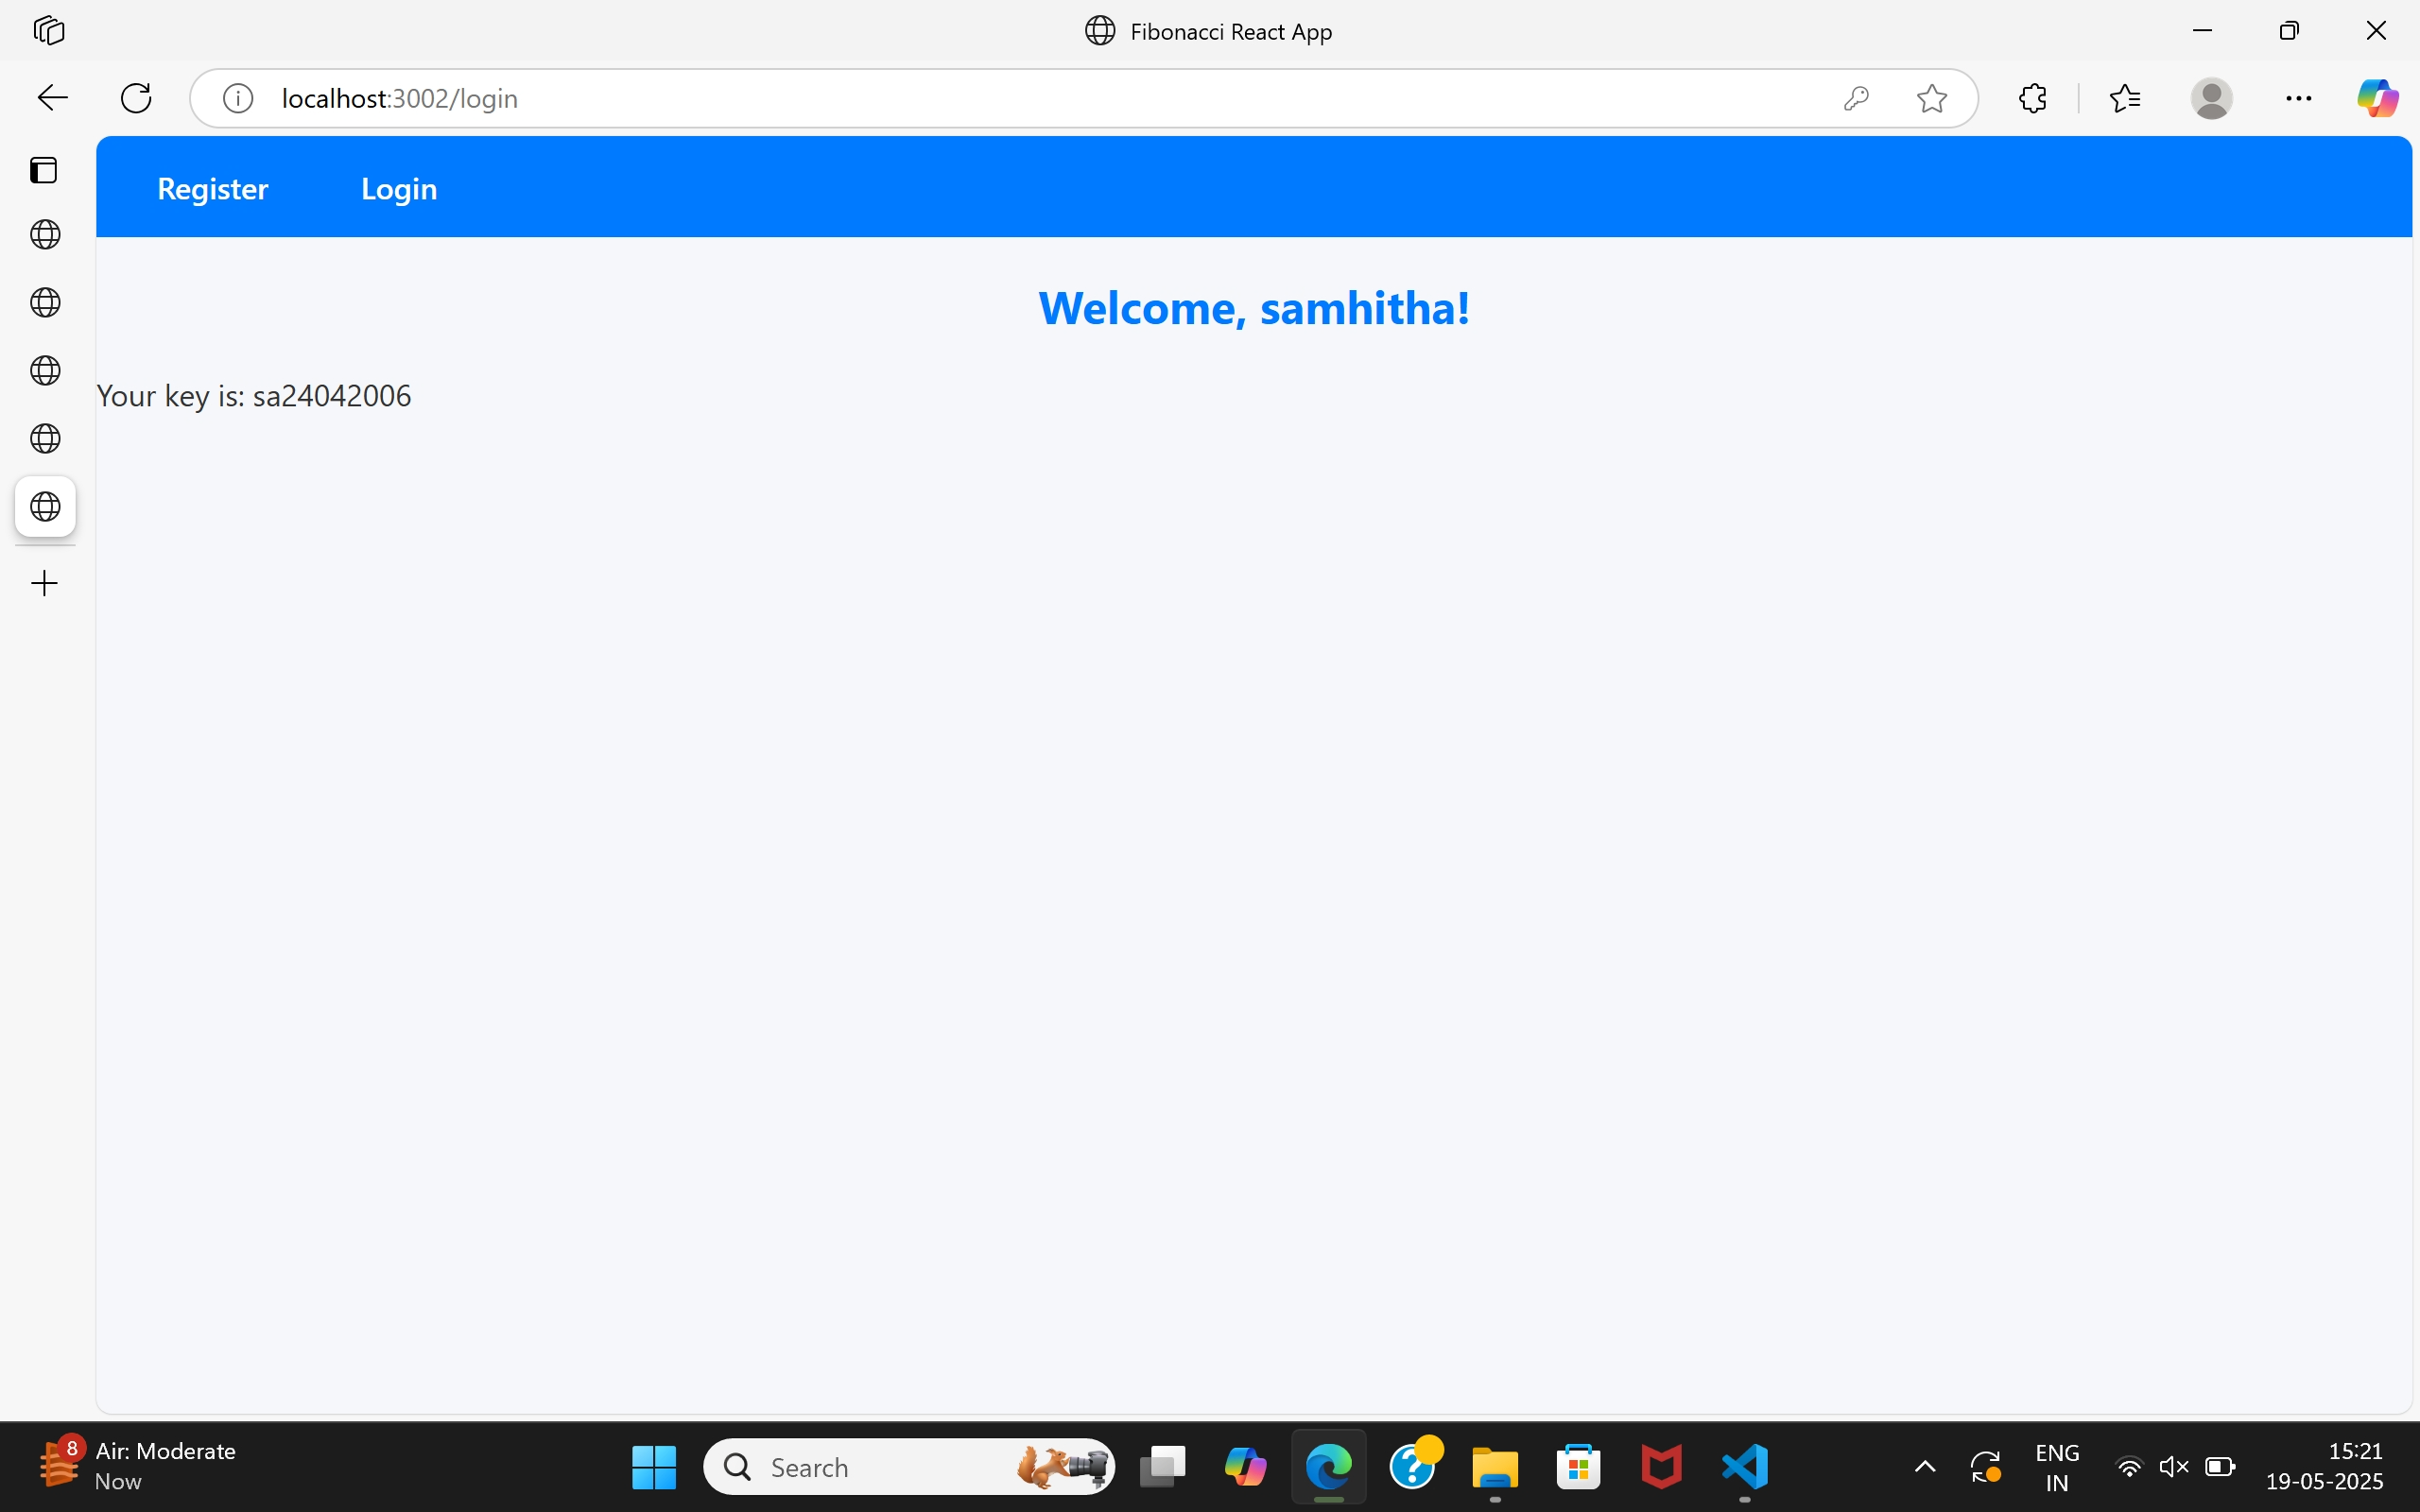 Fibonacci React App
localhost:3002/login
Register Login
Welcome, samhitha!
Your key is: sa24042006
8
Air: Moderate
Now
Search
ENG
IN
15:21
19-05-2025